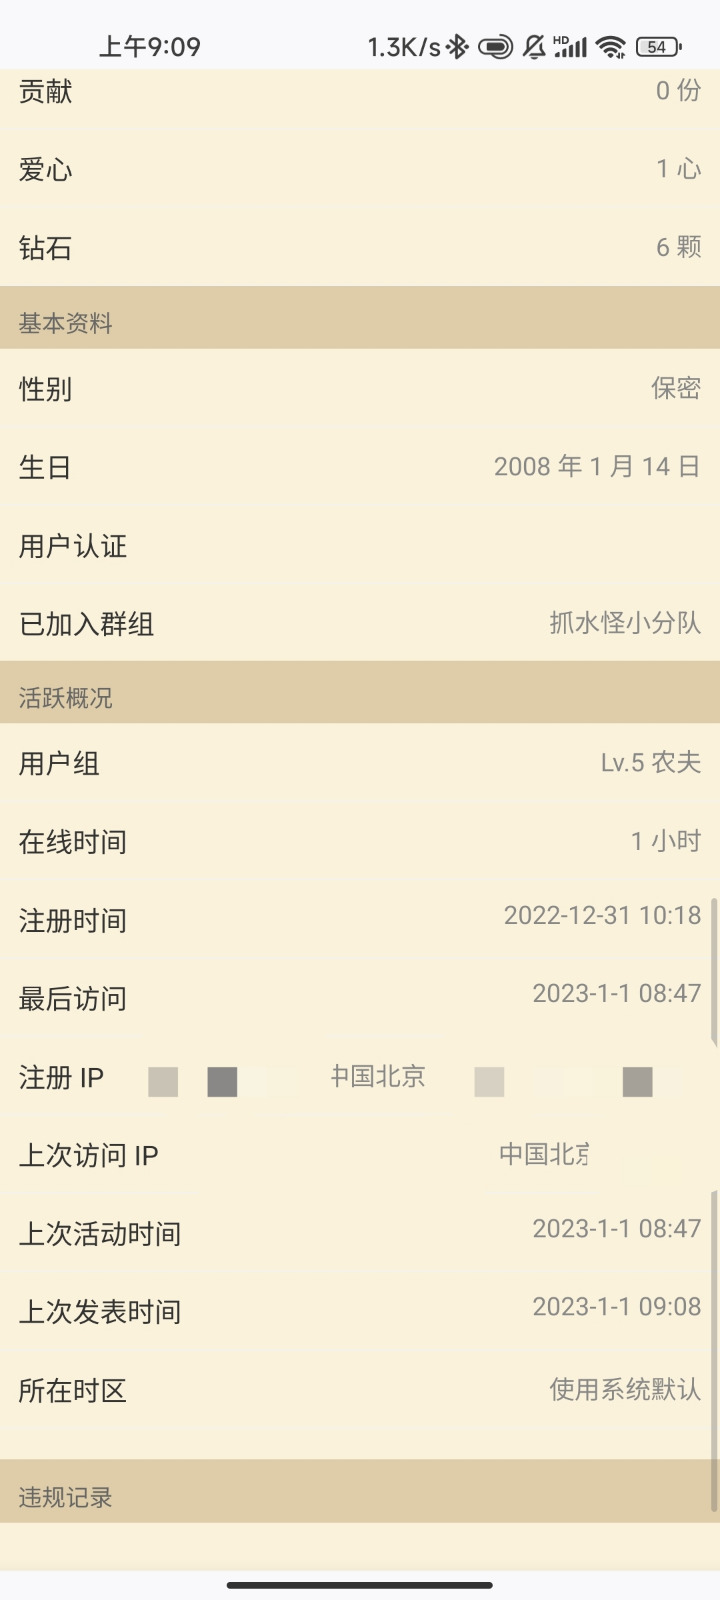 上午9:09 1.3K/s HD 54
贡献 0 份
爱心 1 心
钻石 6 颗
基本资料
性别 保密
生日 2008 年 1 月 14 日
用户认证
已加入群组 抓水怪小分队
活跃概况
用户组 Lv.5 农夫
在线时间 1 小时
注册时间 2022-12-31 10:18
最后访问 2023-1-1 08:47
注册 IP 中国北京
上次访问 IP 中国北京
上次活动时间 2023-1-1 08:47
上次发表时间 2023-1-1 09:08
所在时区 使用系统默认
违规记录